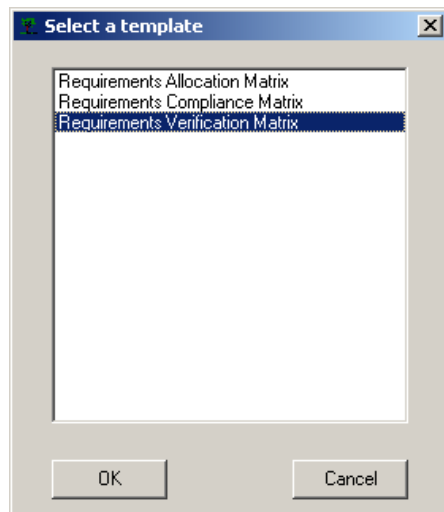 Select a template
Requirements Allocation Matrix
Requirements Compliance Matrix
Requirements Verification Matrix
OK
Cancel